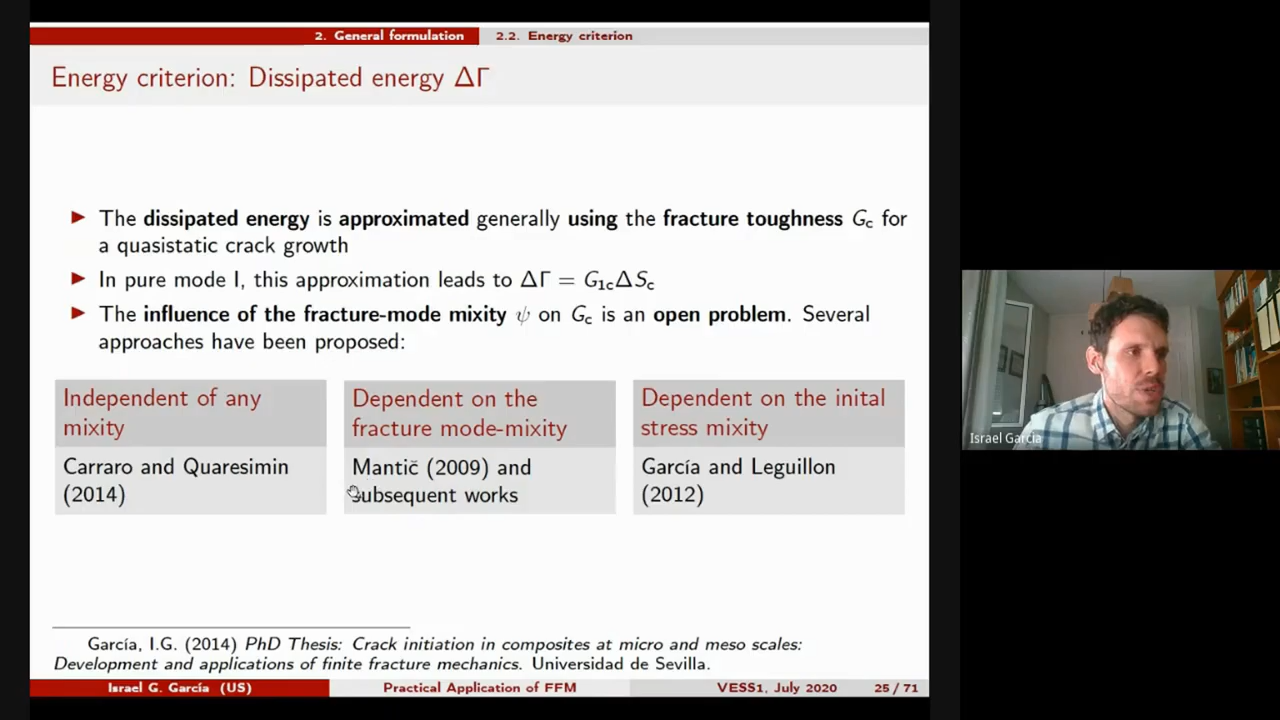 2. General formulation
2.2. Energy criterion
Energy criterion: Dissipated energy ΔΓ
► The dissipated energy is approximated generally using the fracture toughness Gc for
a quasistatic crack growth
► In pure mode I, this approximation leads to ΔΓ = G1cΔSc
► The influence of the fracture-mode mixity ψ on Gc is an open problem. Several
approaches have been proposed:
Independent of any
mixity
Carraro and Quaresimin
(2014)
Dependent on the
fracture mode-mixity
Mantič (2009) and
subsequent works
Dependent on the inital
stress mixity
García and Leguillon
(2012)
García, I.G. (2014) PhD Thesis: Crack initiation in composites at micro and meso scales:
Development and applications of finite fracture mechanics. Universidad de Sevilla.
Israel G. García (US)
Practical Application of FFM
VESS1, July 2020
25 / 71
Israel Garcia